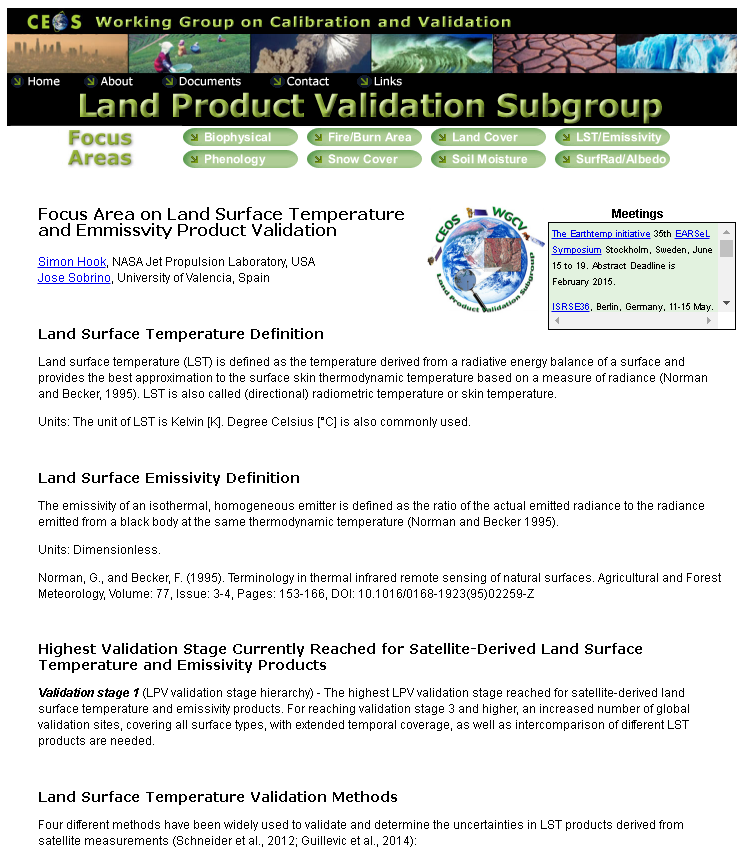 CEOS Working Group on Calibration and Validation
Home About Documents Contact Links
Land Product Validation Subgroup
Focus Areas
Biophysical Fire/Burn Area Land Cover LST/Emissivity
Phenology Snow Cover Soil Moisture SurfRad/Albedo
Focus Area on Land Surface Temperature
and Emmissvity Product Validation
Simon Hook, NASA Jet Propulsion Laboratory, USA
Jose Sobrino, University of Valencia, Spain
CEOS WGCV
Land Product Validation Subgroup
Meetings
The Earthtemp initiative 35th EARSeL
Symposium Stockholm, Sweden, June
15 to 19. Abstract Deadline is
February 2015.
ISRSE36, Berlin, Germany, 11-15 May.
Land Surface Temperature Definition
Land surface temperature (LST) is defined as the temperature derived from a radiative energy balance of a surface and
provides the best approximation to the surface skin thermodynamic temperature based on a measure of radiance (Norman
and Becker, 1995). LST is also called (directional) radiometric temperature or skin temperature.
Units: The unit of LST is Kelvin [K]. Degree Celsius [°C] is also commonly used.
Land Surface Emissivity Definition
The emissivity of an isothermal, homogeneous emitter is defined as the ratio of the actual emitted radiance to the radiance
emitted from a black body at the same thermodynamic temperature (Norman and Becker 1995).
Units: Dimensionless.
Norman, G., and Becker, F. (1995). Terminology in thermal infrared remote sensing of natural surfaces. Agricultural and Forest
Meteorology, Volume: 77, Issue: 3-4, Pages: 153-166, DOI: 10.1016/0168-1923(95)02259-Z
Highest Validation Stage Currently Reached for Satellite-Derived Land Surface
Temperature and Emissivity Products
Validation stage 1 (LPV validation stage hierarchy) - The highest LPV validation stage reached for satellite-derived land
surface temperature and emissivity products. For reaching validation stage 3 and higher, an increased number of global
validation sites, covering all surface types, with extended temporal coverage, as well as intercomparison of different LST
products are needed.
Land Surface Temperature Validation Methods
Four different methods have been widely used to validate and determine the uncertainties in LST products derived from
satellite measurements (Schneider et al., 2012; Guillevic et al., 2014):